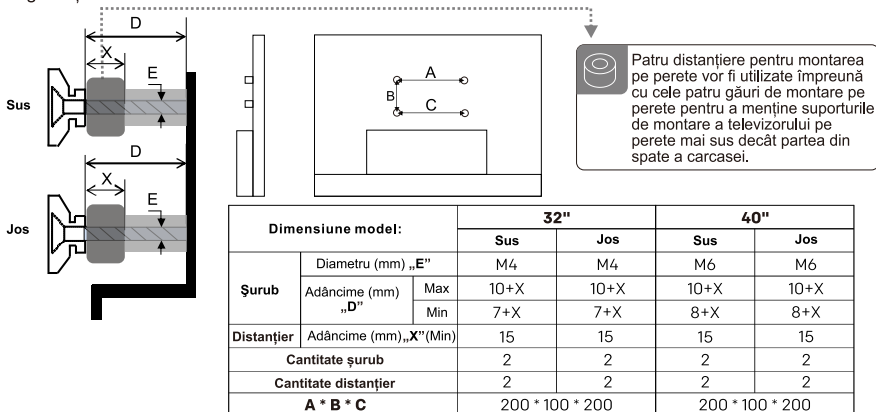 D
X
E
Sus
D
X
E
Jos
A
B
C
Patru distanțiere pentru montarea
pe perete vor fi utilizate împreună
cu cele patru găuri de montare pe
perete pentru a menține suporturile
de montare a televizorului pe
perete mai sus decât partea din
spate a carcasei.
Dimensiune model: 32" 40"
Sus Jos Sus Jos
Şurub Diametru (mm) „E” M4 M4 M6 M6
Adâncime (mm) „D” Max 10+X 10+X 10+X 10+X
Min 7+X 7+X 8+X 8+X
Distanțier Adâncime (mm)„X”(Min) 15 15 15 15
Cantitate șurub 2 2 2 2
Cantitate distanțier 2 2 2 2
A * B * C 200 * 100 * 200 200 * 100 * 200